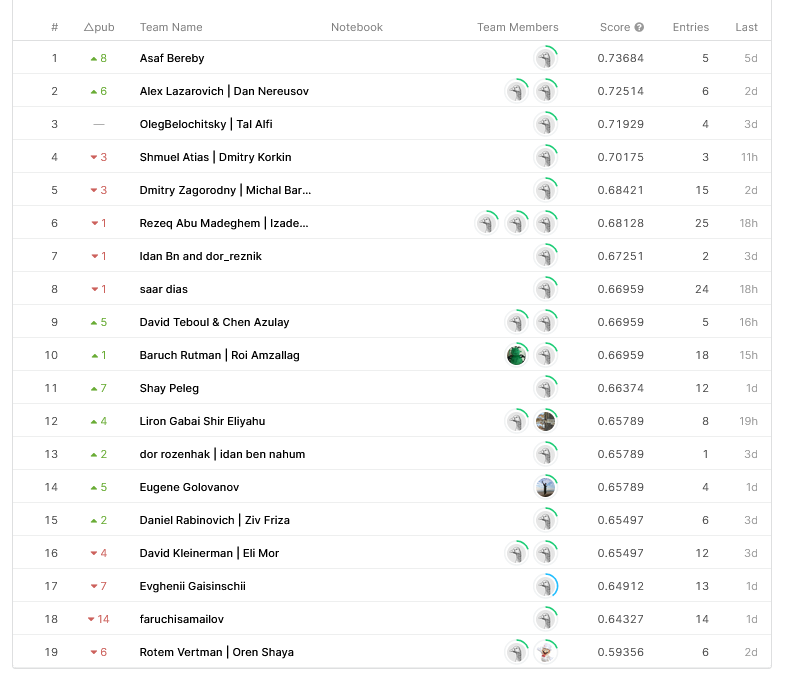 # △pub Team Name Notebook Team Members Score Entries Last
1 8 Asaf Bereby 0.73684 5 5d
2 6 Alex Lazarovich | Dan Nereusov 0.72514 6 2d
3 — OlegBelochitsky | Tal Alfi 0.71929 4 3d
4 3 Shmuel Atias | Dmitry Korkin 0.70175 3 11h
5 3 Dmitry Zagorodny | Michal Bar... 0.68421 15 2d
6 1 Rezeq Abu Madeghem | Izade... 0.68128 25 18h
7 1 Idan Bn and dor_reznik 0.67251 2 3d
8 1 saar dias 0.66959 24 18h
9 5 David Teboul & Chen Azulay 0.66959 5 16h
10 1 Baruch Rutman | Roi Amzallag 0.66959 18 15h
11 7 Shay Peleg 0.66374 12 1d
12 4 Liron Gabai Shir Eliyahu 0.65789 8 19h
13 2 dor rozenhak | idan ben nahum 0.65789 1 3d
14 5 Eugene Golovanov 0.65789 4 1d
15 2 Daniel Rabinovich | Ziv Friza 0.65497 6 3d
16 4 David Kleinerman | Eli Mor 0.65497 12 3d
17 7 Evghenii Gaisinschii 0.64912 13 1d
18 14 faruchisamailov 0.64327 14 1d
19 6 Rotem Vertman | Oren Shaya 0.59356 6 2d